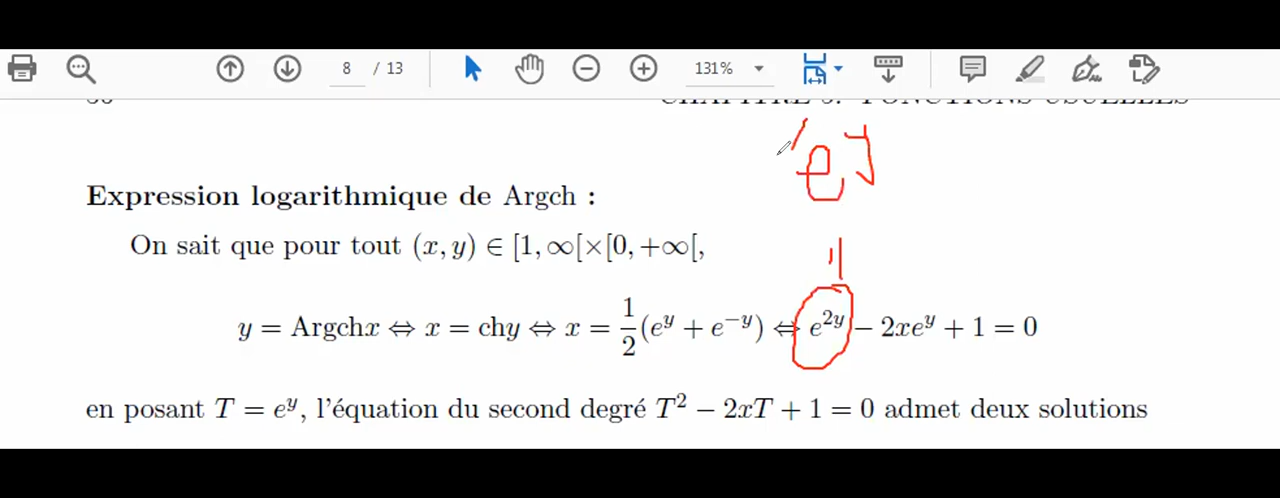 8 / 13
131%
e y
Expression logarithmique de Argch :
On sait que pour tout (x, y) ∈ [1, ∞[×[0, +∞[,
y = Argchx ⇔ x = chy ⇔ x = \frac{1}{2}(e^y + e^{-y}) ⇔ e^{2y} − 2xe^y + 1 = 0
en posant T = e^y, l'équation du second degré T^2 − 2xT + 1 = 0 admet deux solutions